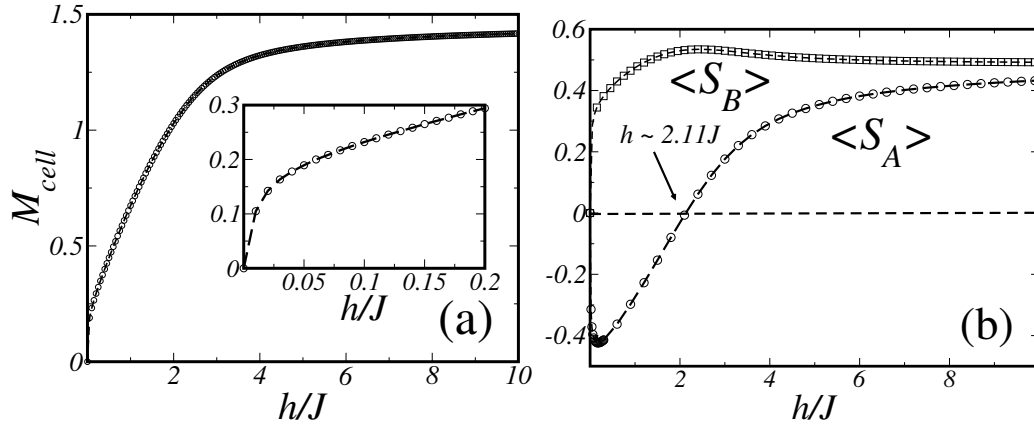 1.5
1
0.5
0
M_cell
0.3
0.2
0.1
0
0.05 0.1 0.15 0.2
h/J
(a)
2 4 6 8 10
h/J
0.6
0.4
0.2
0
-0.2
-0.4
<S_B>
h ~ 2.11J
<S_A>
(b)
2 4 6 8
h/J